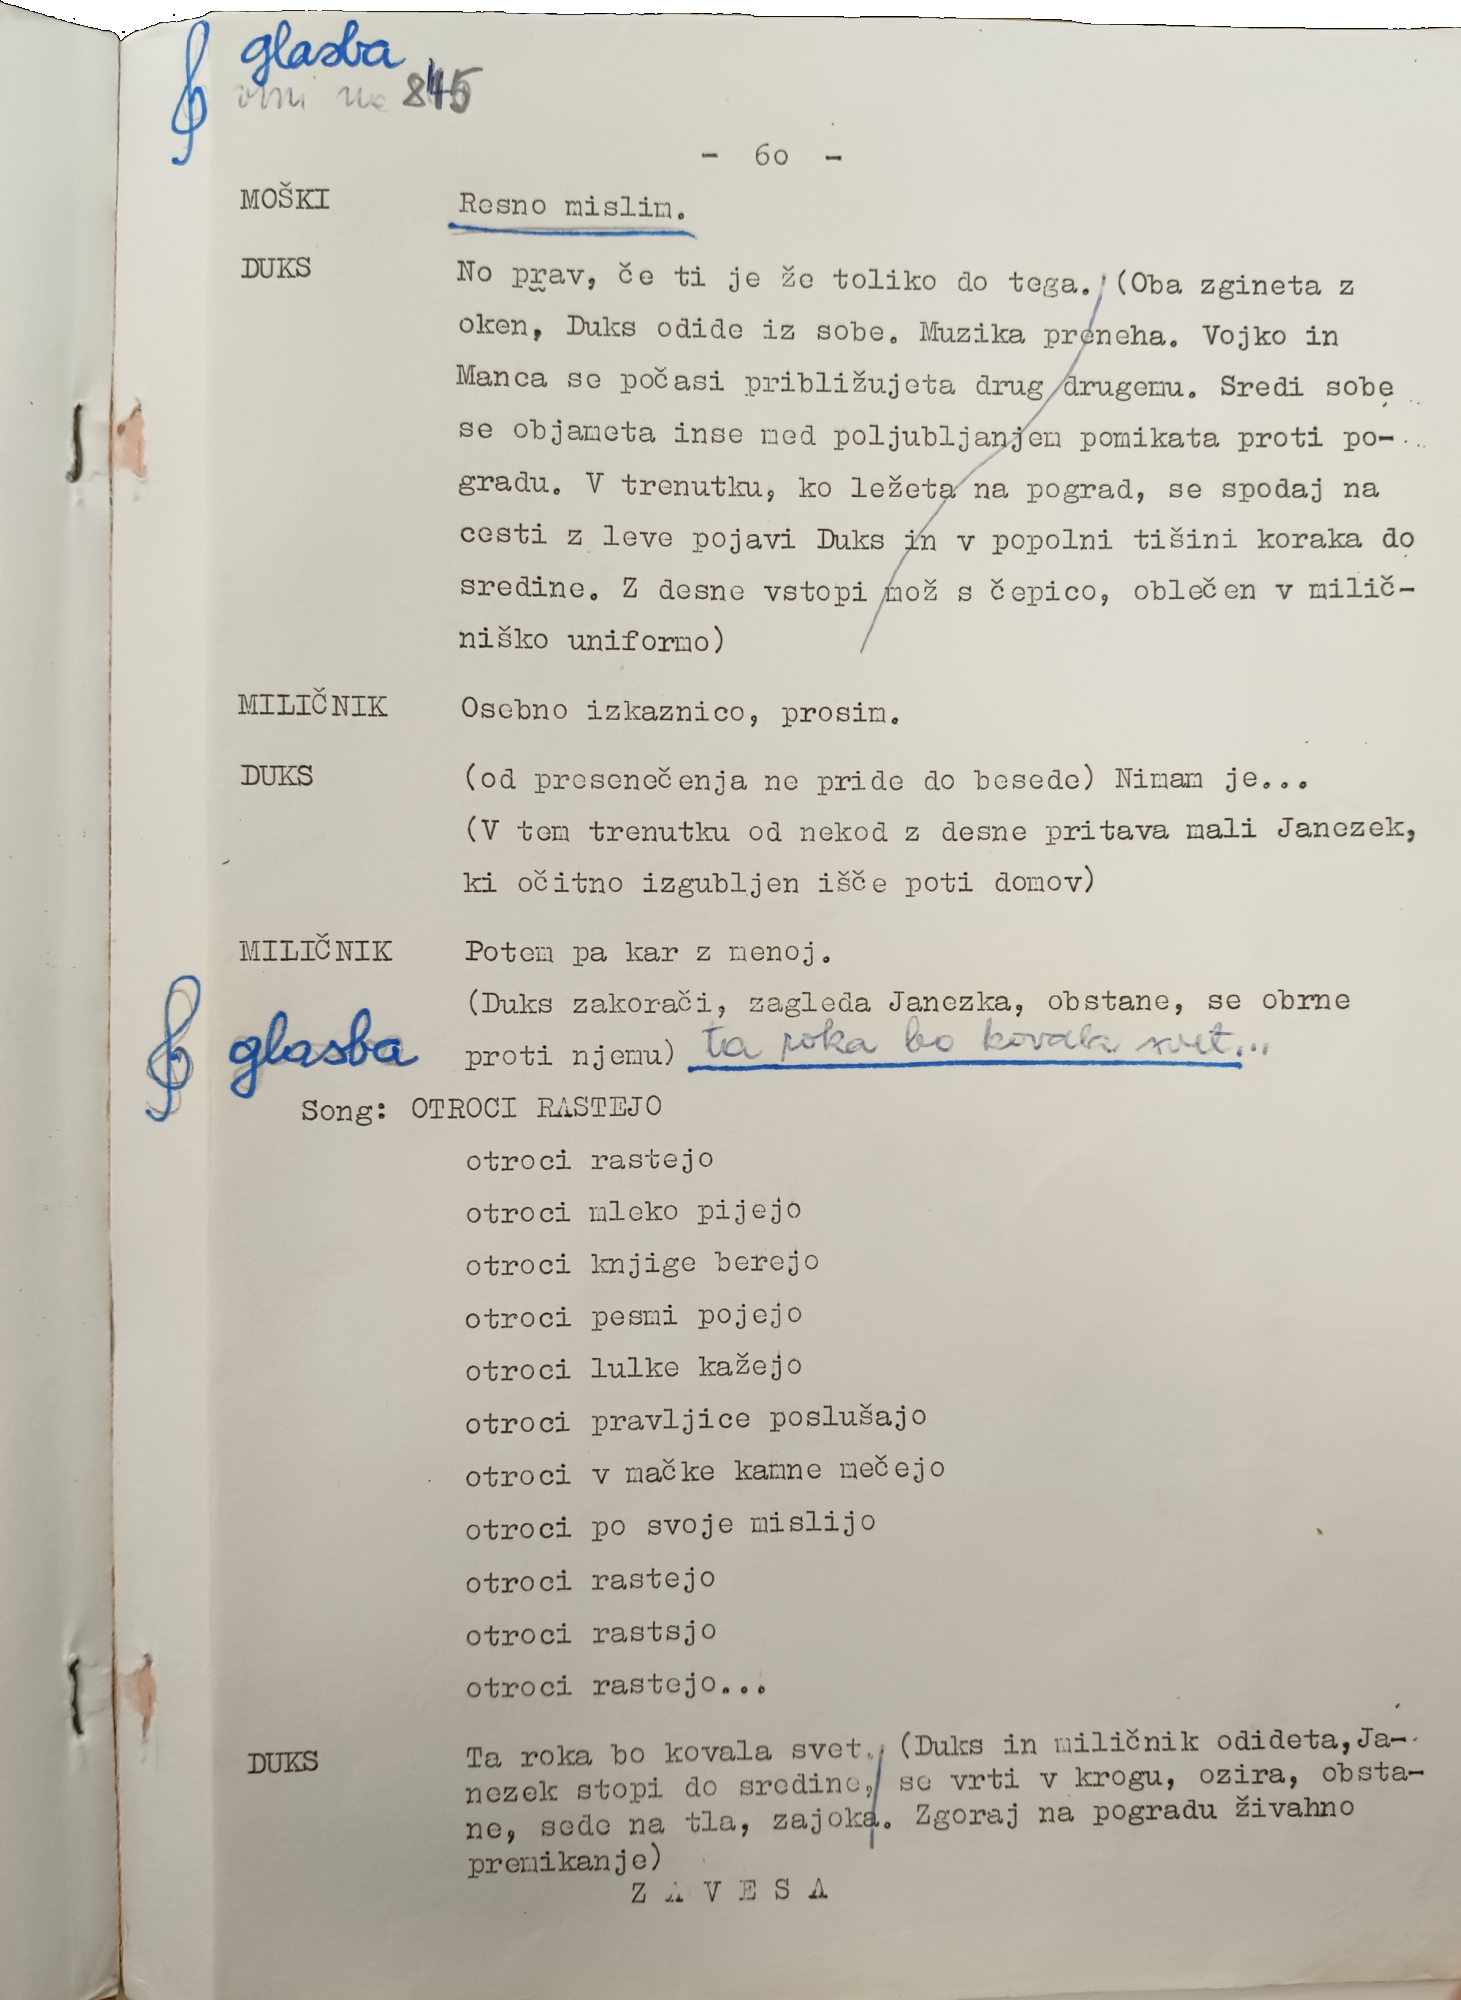 glasba
845
- 60 -
MOŠKI Resno mislim.
DUKS No prav, če ti je že toliko do tega. (Oba zgineta z
oken, Duks odide iz sobe. Muzika preneha. Vojko in
Manca se počasi približujeta drug drugemu. Sredi sobe
se objameta inse med poljubljanjem pomikata proti po-
gradu. V trenutku, ko ležeta na pograd, se spodaj na
cesti z leve pojavi Duks in v popolni tišini koraka do
sredine. Z desne vstopi mož s čepico, oblečen v milič-
niško uniformo)
MILIČNIK Osebno izkaznico, prosim.
DUKS (od presenečenja ne pride do besede) Nimam je...
(V tem trenutku od nekod z desne pritava mali Janezek,
ki očitno izgubljen išče poti domov)
MILIČNIK Potem pa kar z menoj.
(Duks zakorači, zagleda Janezka, obstane, se obrne
glasba proti njemu) ta roka bo kovala svet...
Song: OTROCI RASTEJO
otroci rastejo
otroci mleko pijejo
otroci knjige berejo
otroci pesmi pojejo
otroci lulke kažejo
otroci pravljice poslušajo
otroci v mačke kamne mečejo
otroci po svoje mislijo
otroci rastejo
otroci rastsjo
otroci rastejo...
DUKS Ta roka bo kovala svet. (Duks in miličnik odideta, Ja-
nezek stopi do sredine, se vrti v krogu, ozira, obsta-
ne, sede na tla, zajoka. Zgoraj na pogradu živahno
premikanje)
Z A V E S A